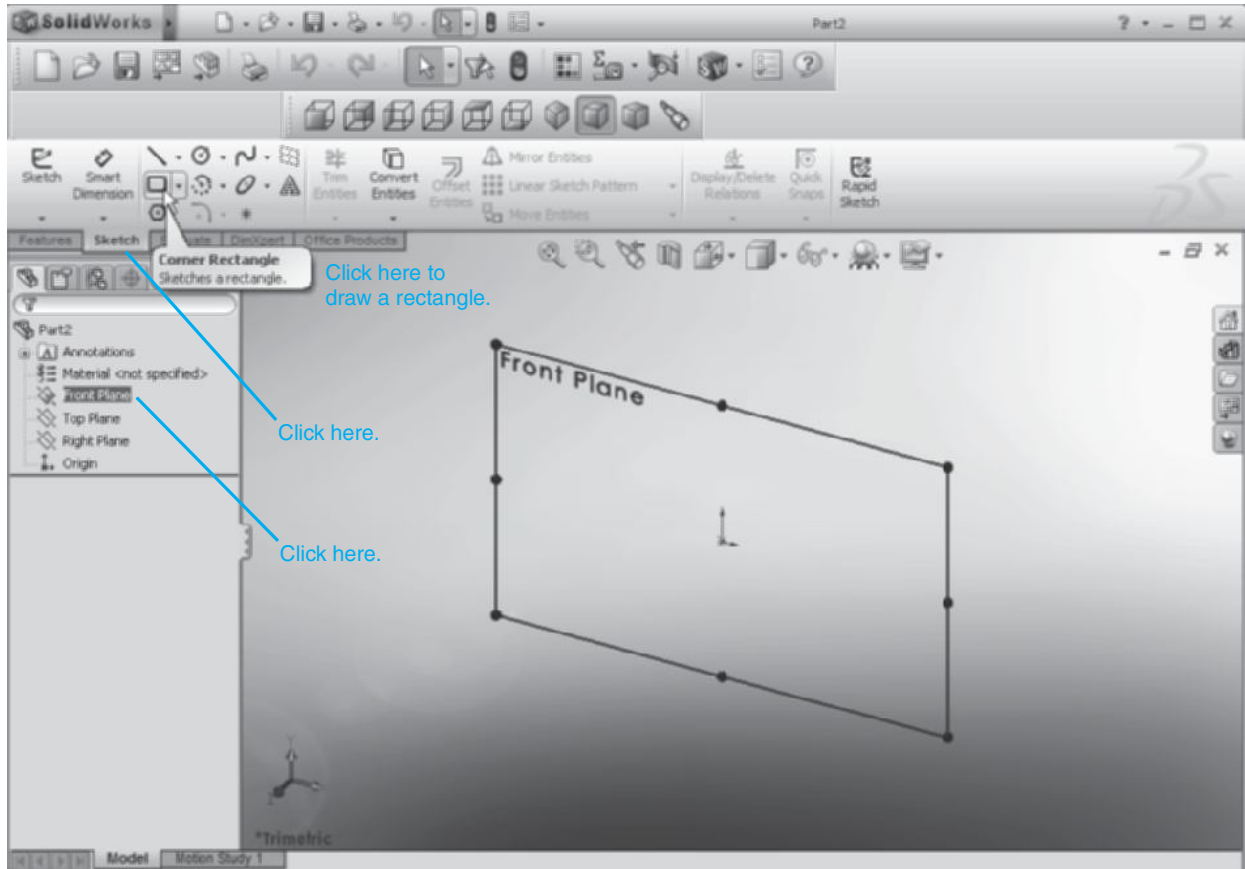 SolidWorks
Part2
Sketch
Smart Dimension
Trim Entities
Convert Entities
Offset Entities
Mirror Entities
Linear Sketch Pattern
Move Entities
Display/Delete Relations
Quick Snaps
Rapid Sketch
Features
Sketch
DimXpert
Office Products
Corner Rectangle
Sketches a rectangle.
Click here to
draw a rectangle.
Part2
Annotations
Material <not specified>
Front Plane
Top Plane
Right Plane
Origin
Front Plane
Click here.
Click here.
*Trimetric
Model
Motion Study 1